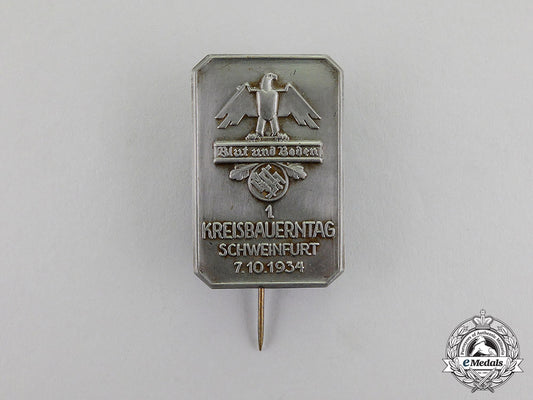 Blut und Boden
1.
KREISBAUERNTAG
SCHWEINFURT
7.10.1934
eMedals